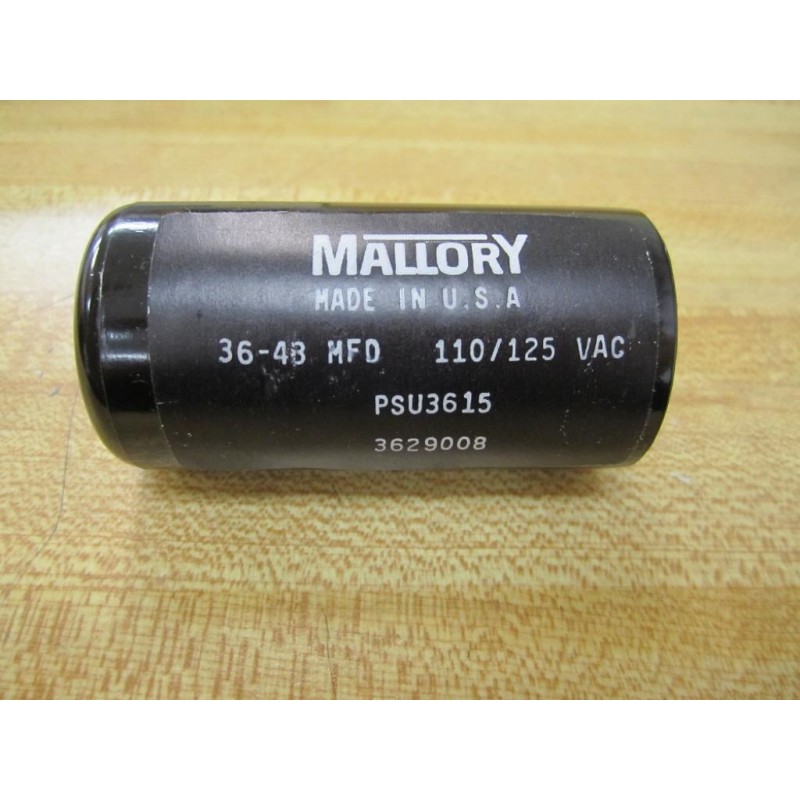 MALLORY
MADE IN U.S.A
36-43 MFD 110/125 VAC
PSU3615
3629008